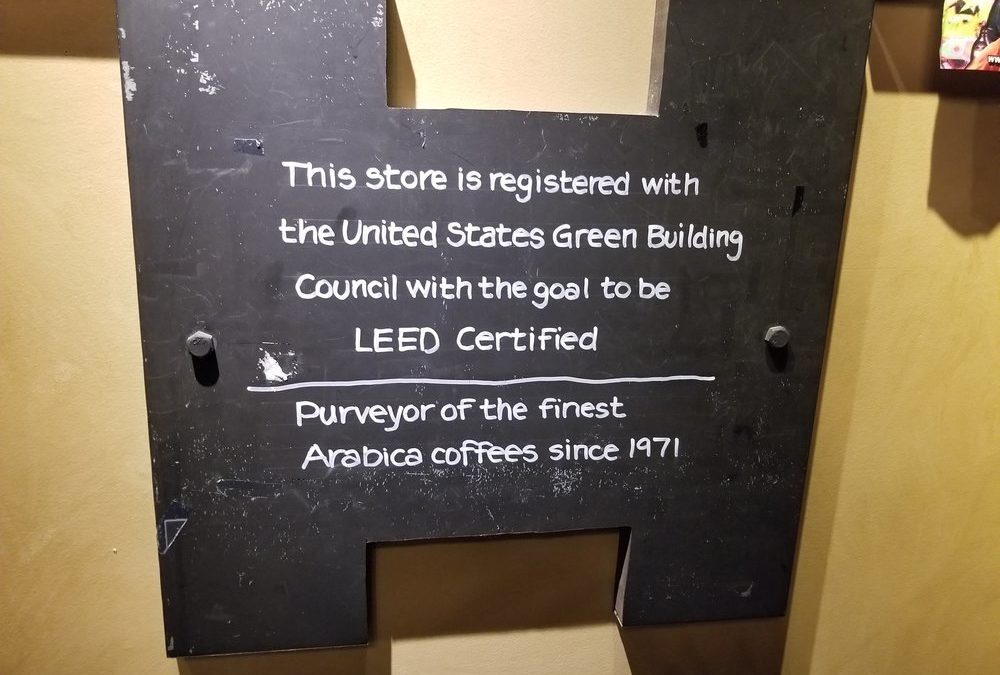 This store is registered with
the United States Green Building
Council with the goal to be
LEED Certified
Purveyor of the finest
Arabica coffees since 1971